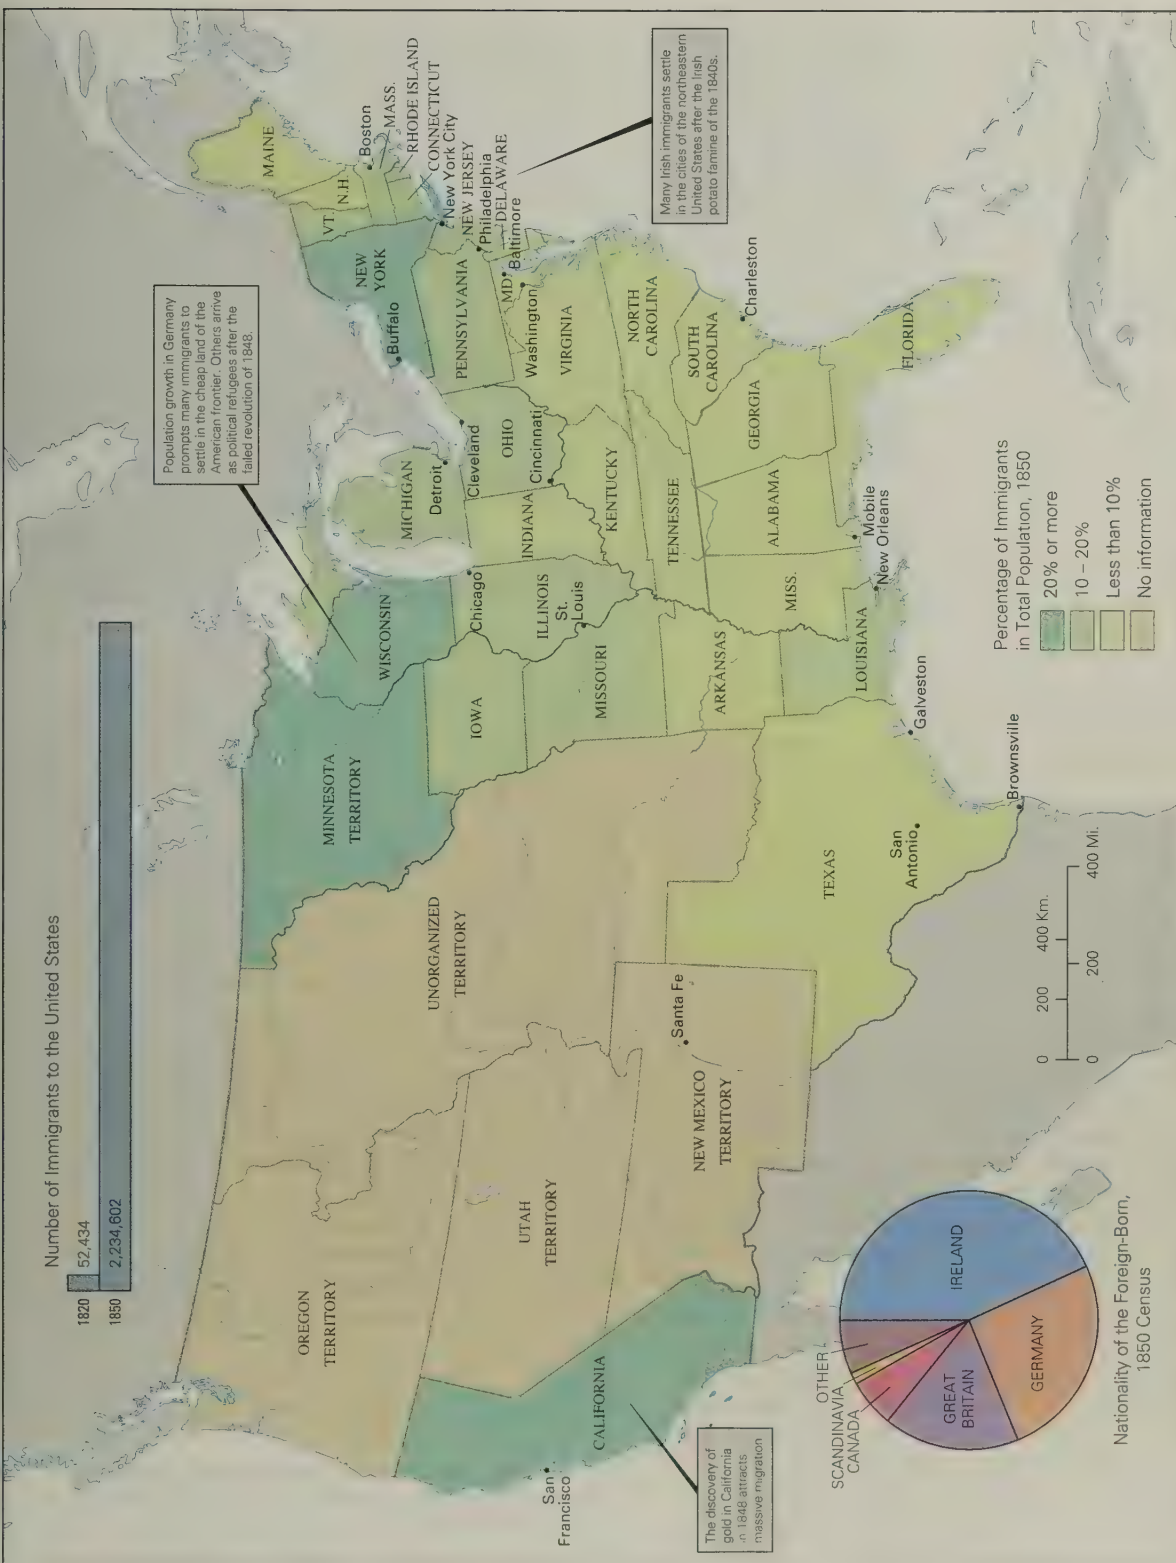 Number of Immigrants to the United States
1820 52,434
1850 2,234,602
Population growth in Germany
prompts many immigrants to
settle in the cheap land of the
American frontier. Others arrive
as political refugees after the
failed revolution of 1848.
Many Irish immigrants settle
in the cities of the northeastern
United States after the Irish
potato famine of the 1840s.
The discovery of
gold in California
in 1848 attracts
massive migration
OREGON
TERRITORY
UNORGANIZED
TERRITORY
MINNESOTA
TERRITORY
WISCONSIN
MICHIGAN
Detroit
NEW
YORK
Buffalo
VT.
N.H.
MAINE
Boston
MASS.
RHODE ISLAND
CONNECTICUT
New York City
NEW JERSEY
Philadelphia
DELAWARE
Baltimore
MD.
Washington
PENNSYLVANIA
Cleveland
OHIO
Cincinnati
INDIANA
Chicago
ILLINOIS
St.
Louis
IOWA
MISSOURI
KENTUCKY
VIRGINIA
NORTH
CAROLINA
SOUTH
CAROLINA
Charleston
TENNESSEE
GEORGIA
ALABAMA
MISS.
ARKANSAS
LOUISIANA
Mobile
New Orleans
FLORIDA
UTAH
TERRITORY
CALIFORNIA
San
Francisco
NEW MEXICO
TERRITORY
Santa Fe
TEXAS
San
Antonio
Galveston
Brownsville
0 200 400 Km.
0 200 400 Mi.
Percentage of Immigrants
in Total Population, 1850
20% or more
10 – 20%
Less than 10%
No information
OTHER
SCANDINAVIA
CANADA
GREAT
BRITAIN
IRELAND
GERMANY
Nationality of the Foreign-Born,
1850 Census